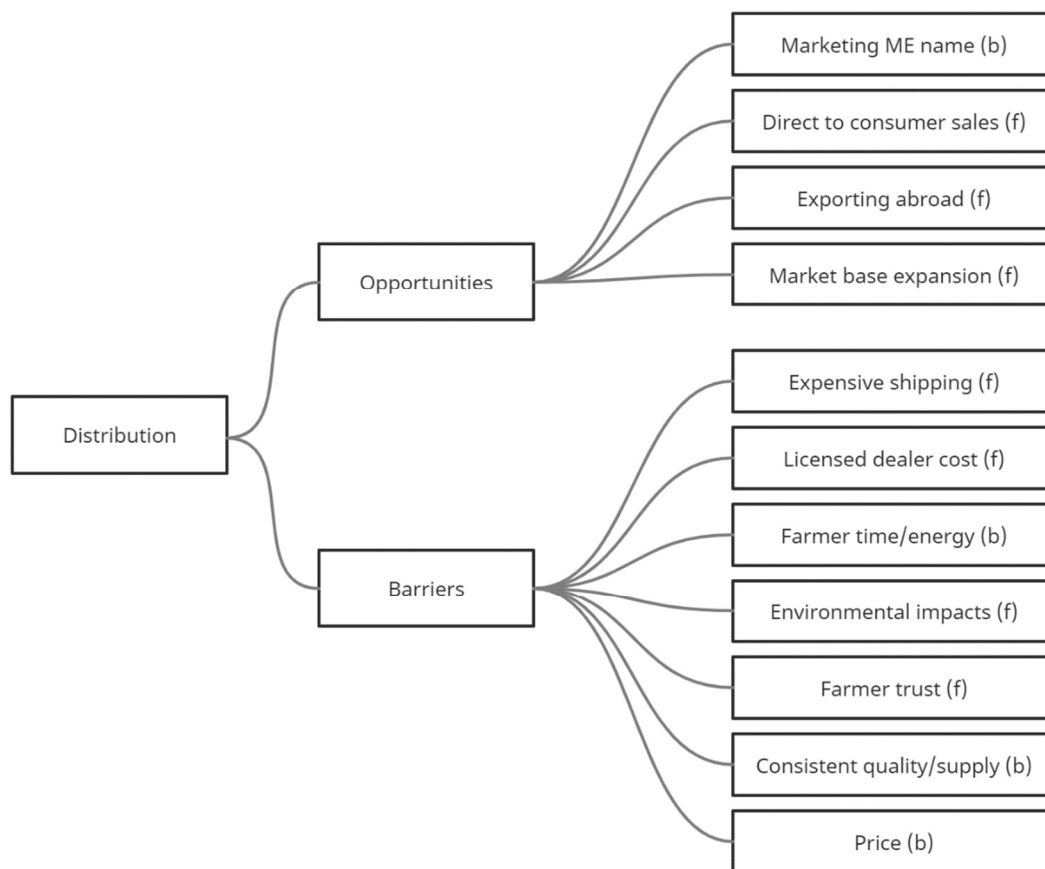 Distribution
Opportunities
Marketing ME name (b)
Direct to consumer sales (f)
Exporting abroad (f)
Market base expansion (f)
Barriers
Expensive shipping (f)
Licensed dealer cost (f)
Farmer time/energy (b)
Environmental impacts (f)
Farmer trust (f)
Consistent quality/supply (b)
Price (b)